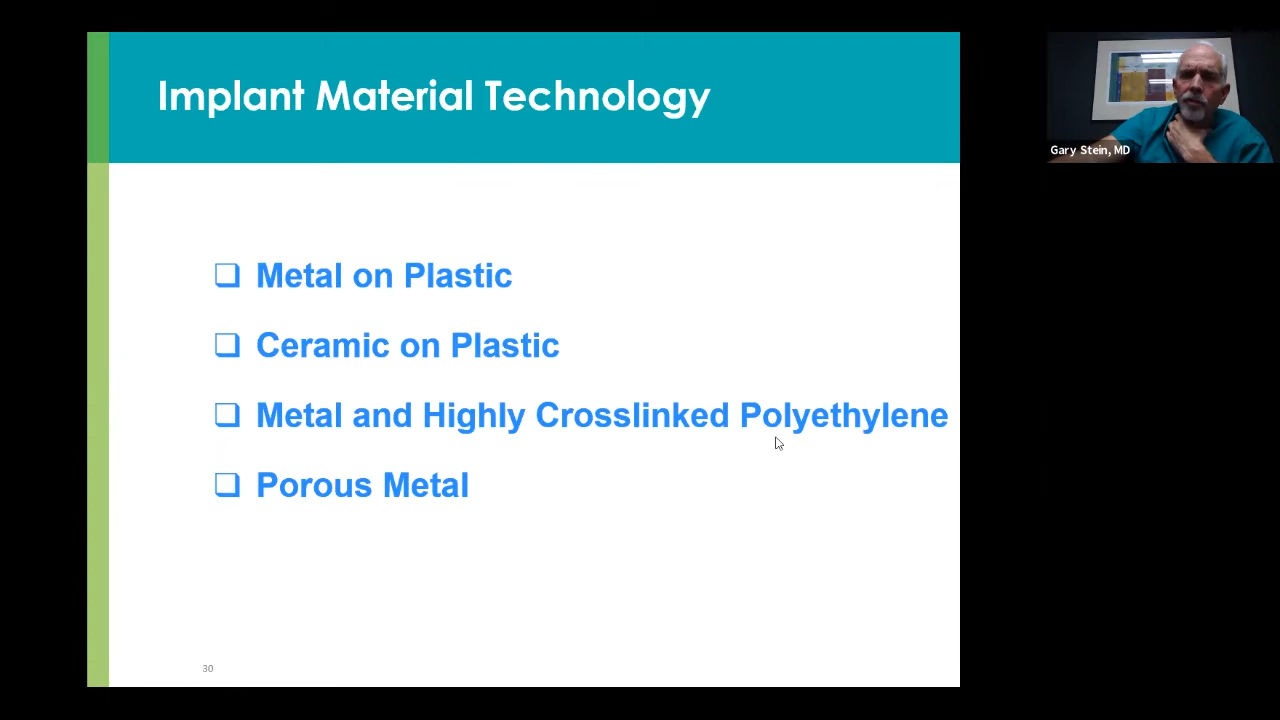 Implant Material Technology
Gary Stein, MD
❑ Metal on Plastic
❑ Ceramic on Plastic
❑ Metal and Highly Crosslinked Polyethylene
❑ Porous Metal
30